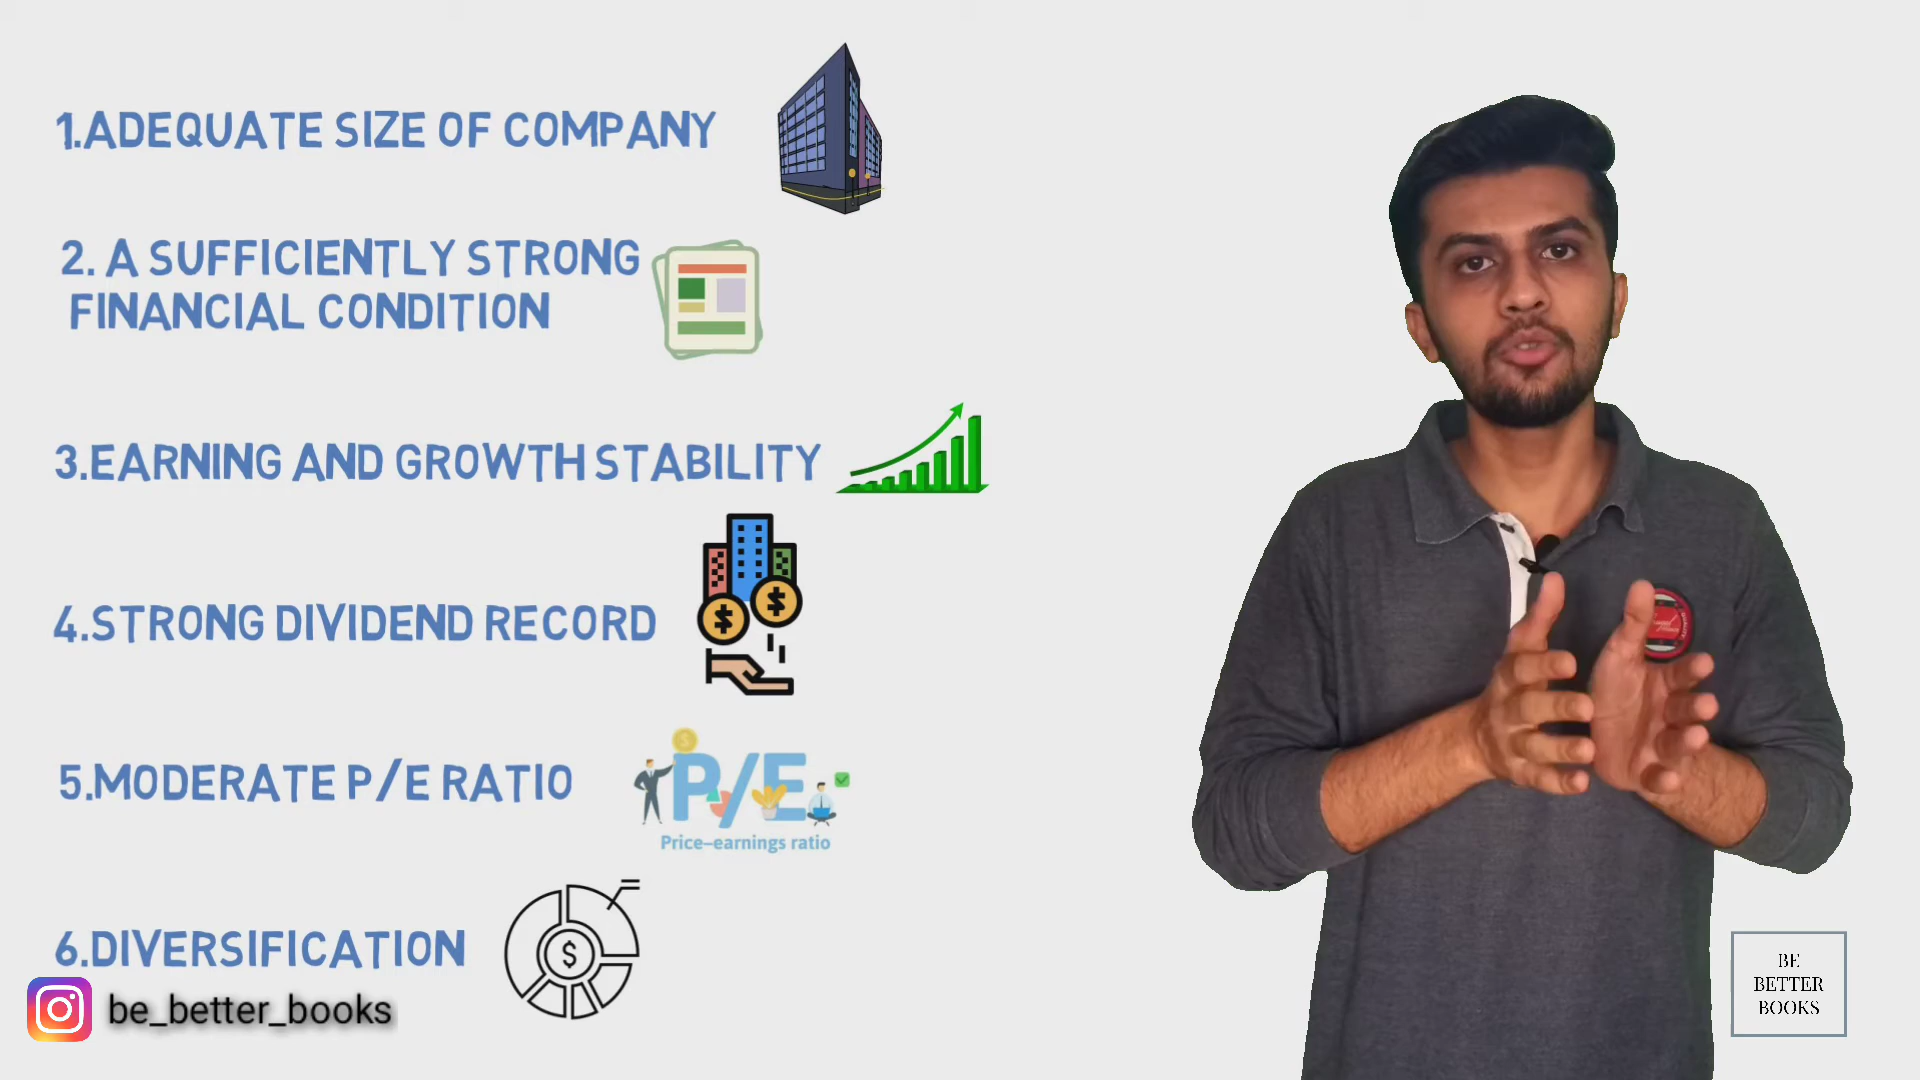 1.ADEQUATE SIZE OF COMPANY
2. A SUFFICIENTLY STRONG
FINANCIAL CONDITION
3.EARNING AND GROWTH STABILITY
4.STRONG DIVIDEND RECORD
5.MODERATE P/E RATIO
P/E
Price–earnings ratio
6.DIVERSIFICATION
be_better_books
BE
BETTER
BOOKS